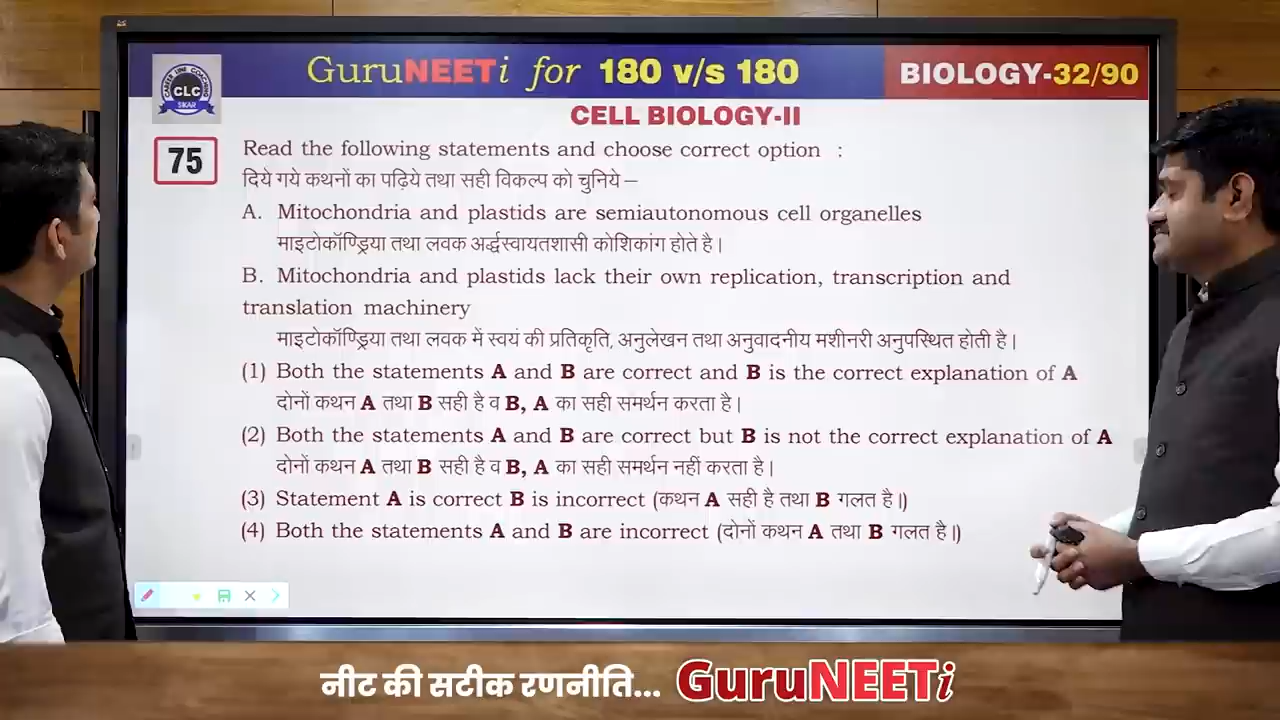 GuruNEETi for 180 v/s 180
BIOLOGY-32/90
CAREER LINE COACHING
CLC
SIKAR
CELL BIOLOGY-II
75
Read the following statements and choose correct option :
दिये गये कथनों का पढ़िये तथा सही विकल्प को चुनिये –
A. Mitochondria and plastids are semiautonomous cell organelles
माइटोकॉण्ड्रिया तथा लवक अर्द्धस्वायतशासी कोशिकांग होते है।
B. Mitochondria and plastids lack their own replication, transcription and
translation machinery
माइटोकॉण्ड्रिया तथा लवक में स्वयं की प्रतिकृति, अनुलेखन तथा अनुवादनीय मशीनरी अनुपस्थित होती है।
(1) Both the statements A and B are correct and B is the correct explanation of A
दोनों कथन A तथा B सही है व B, A का सही समर्थन करता है।
(2) Both the statements A and B are correct but B is not the correct explanation of A
दोनों कथन A तथा B सही है व B, A का सही समर्थन नहीं करता है।
(3) Statement A is correct B is incorrect (कथन A सही है तथा B गलत है।)
(4) Both the statements A and B are incorrect (दोनों कथन A तथा B गलत है।)
नीट की सटीक रणनीति... GuruNEETi